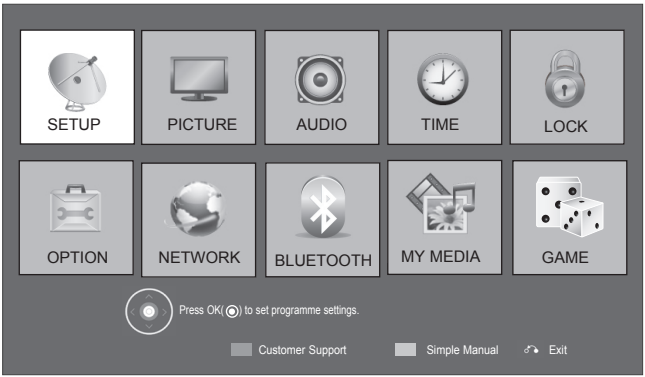 SETUP PICTURE AUDIO TIME LOCK
OPTION NETWORK BLUETOOTH MY MEDIA GAME
Press OK( ) to set programme settings.
Customer Support Simple Manual Exit